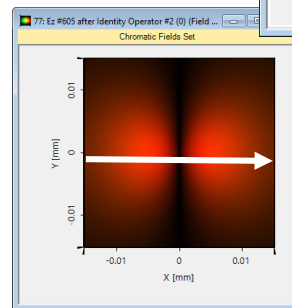 77: Ez #605 after Identity Operator #2 (0) (Field ...
Chromatic Fields Set
0.01
0
-0.01
Y [mm]
-0.01 0 0.01
X [mm]